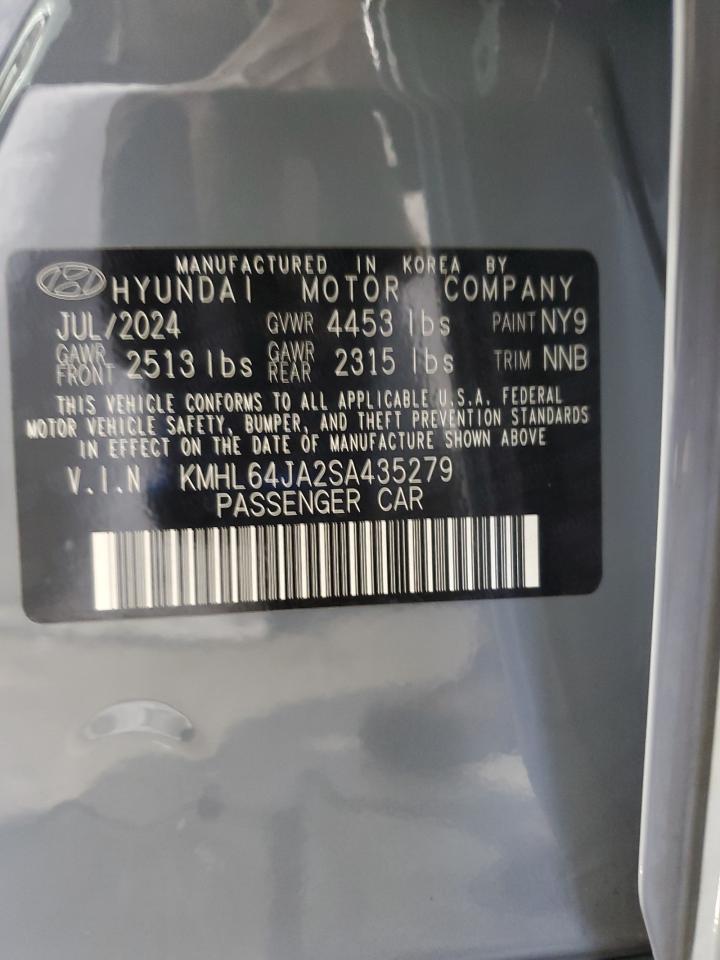 MANUFACTURED IN KOREA BY
HYUNDAI MOTOR COMPANY
JUL/2024 GVWR 4453 lbs PAINT NY9
GAWR FRONT 2513 lbs GAWR REAR 2315 lbs TRIM NNB
THIS VEHICLE CONFORMS TO ALL APPLICABLE U.S.A. FEDERAL
MOTOR VEHICLE SAFETY, BUMPER, AND THEFT PREVENTION STANDARDS
IN EFFECT ON THE DATE OF MANUFACTURE SHOWN ABOVE
V.I.N KMHL64JA2SA435279
PASSENGER CAR